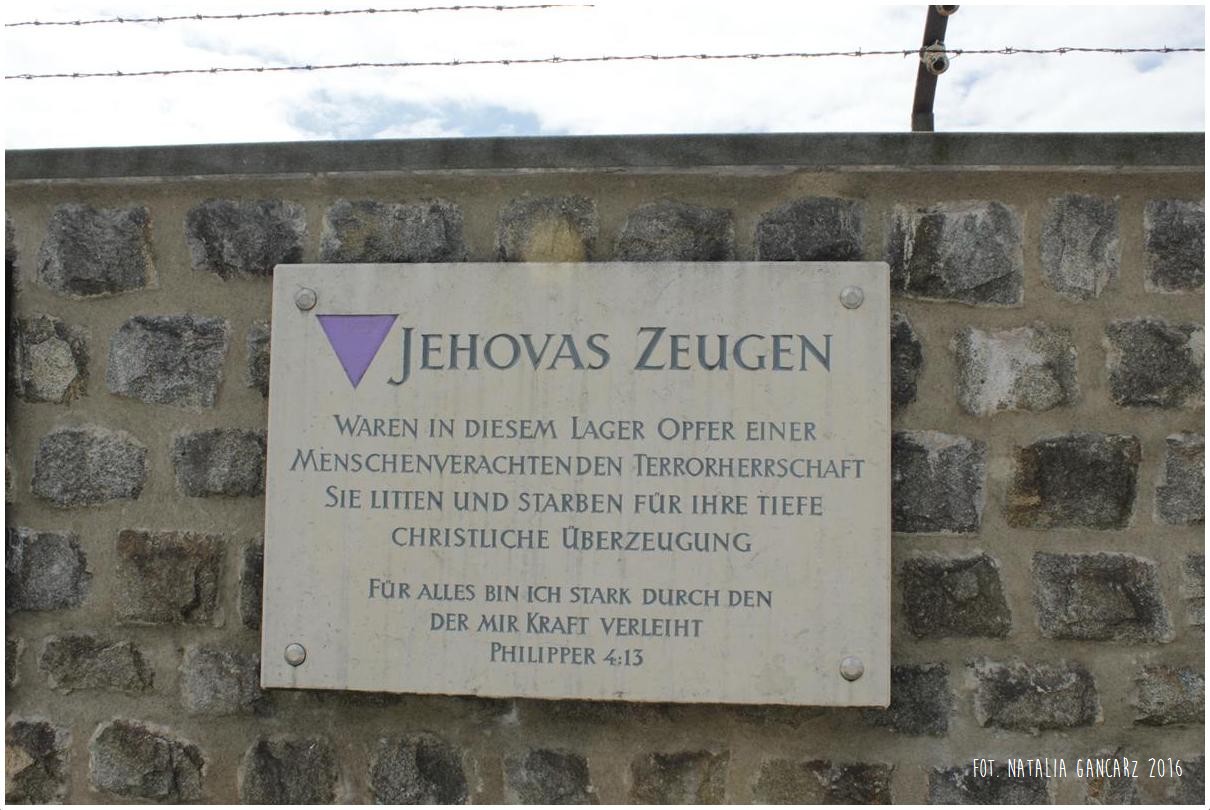 JEHOVAS ZEUGEN
WAREN IN DIESEM LAGER OPFER EINER
MENSCHENVERACHTENDEN TERRORHERRSCHAFT
SIE LITTEN UND STARBEN FÜR IHRE TIEFE
CHRISTLICHE ÜBERZEUGUNG
FÜR ALLES BIN ICH STARK DURCH DEN
DER MIR KRAFT VERLEIHT
PHILIPPER 4:13
FOT. NATALIA GANCARZ 2016